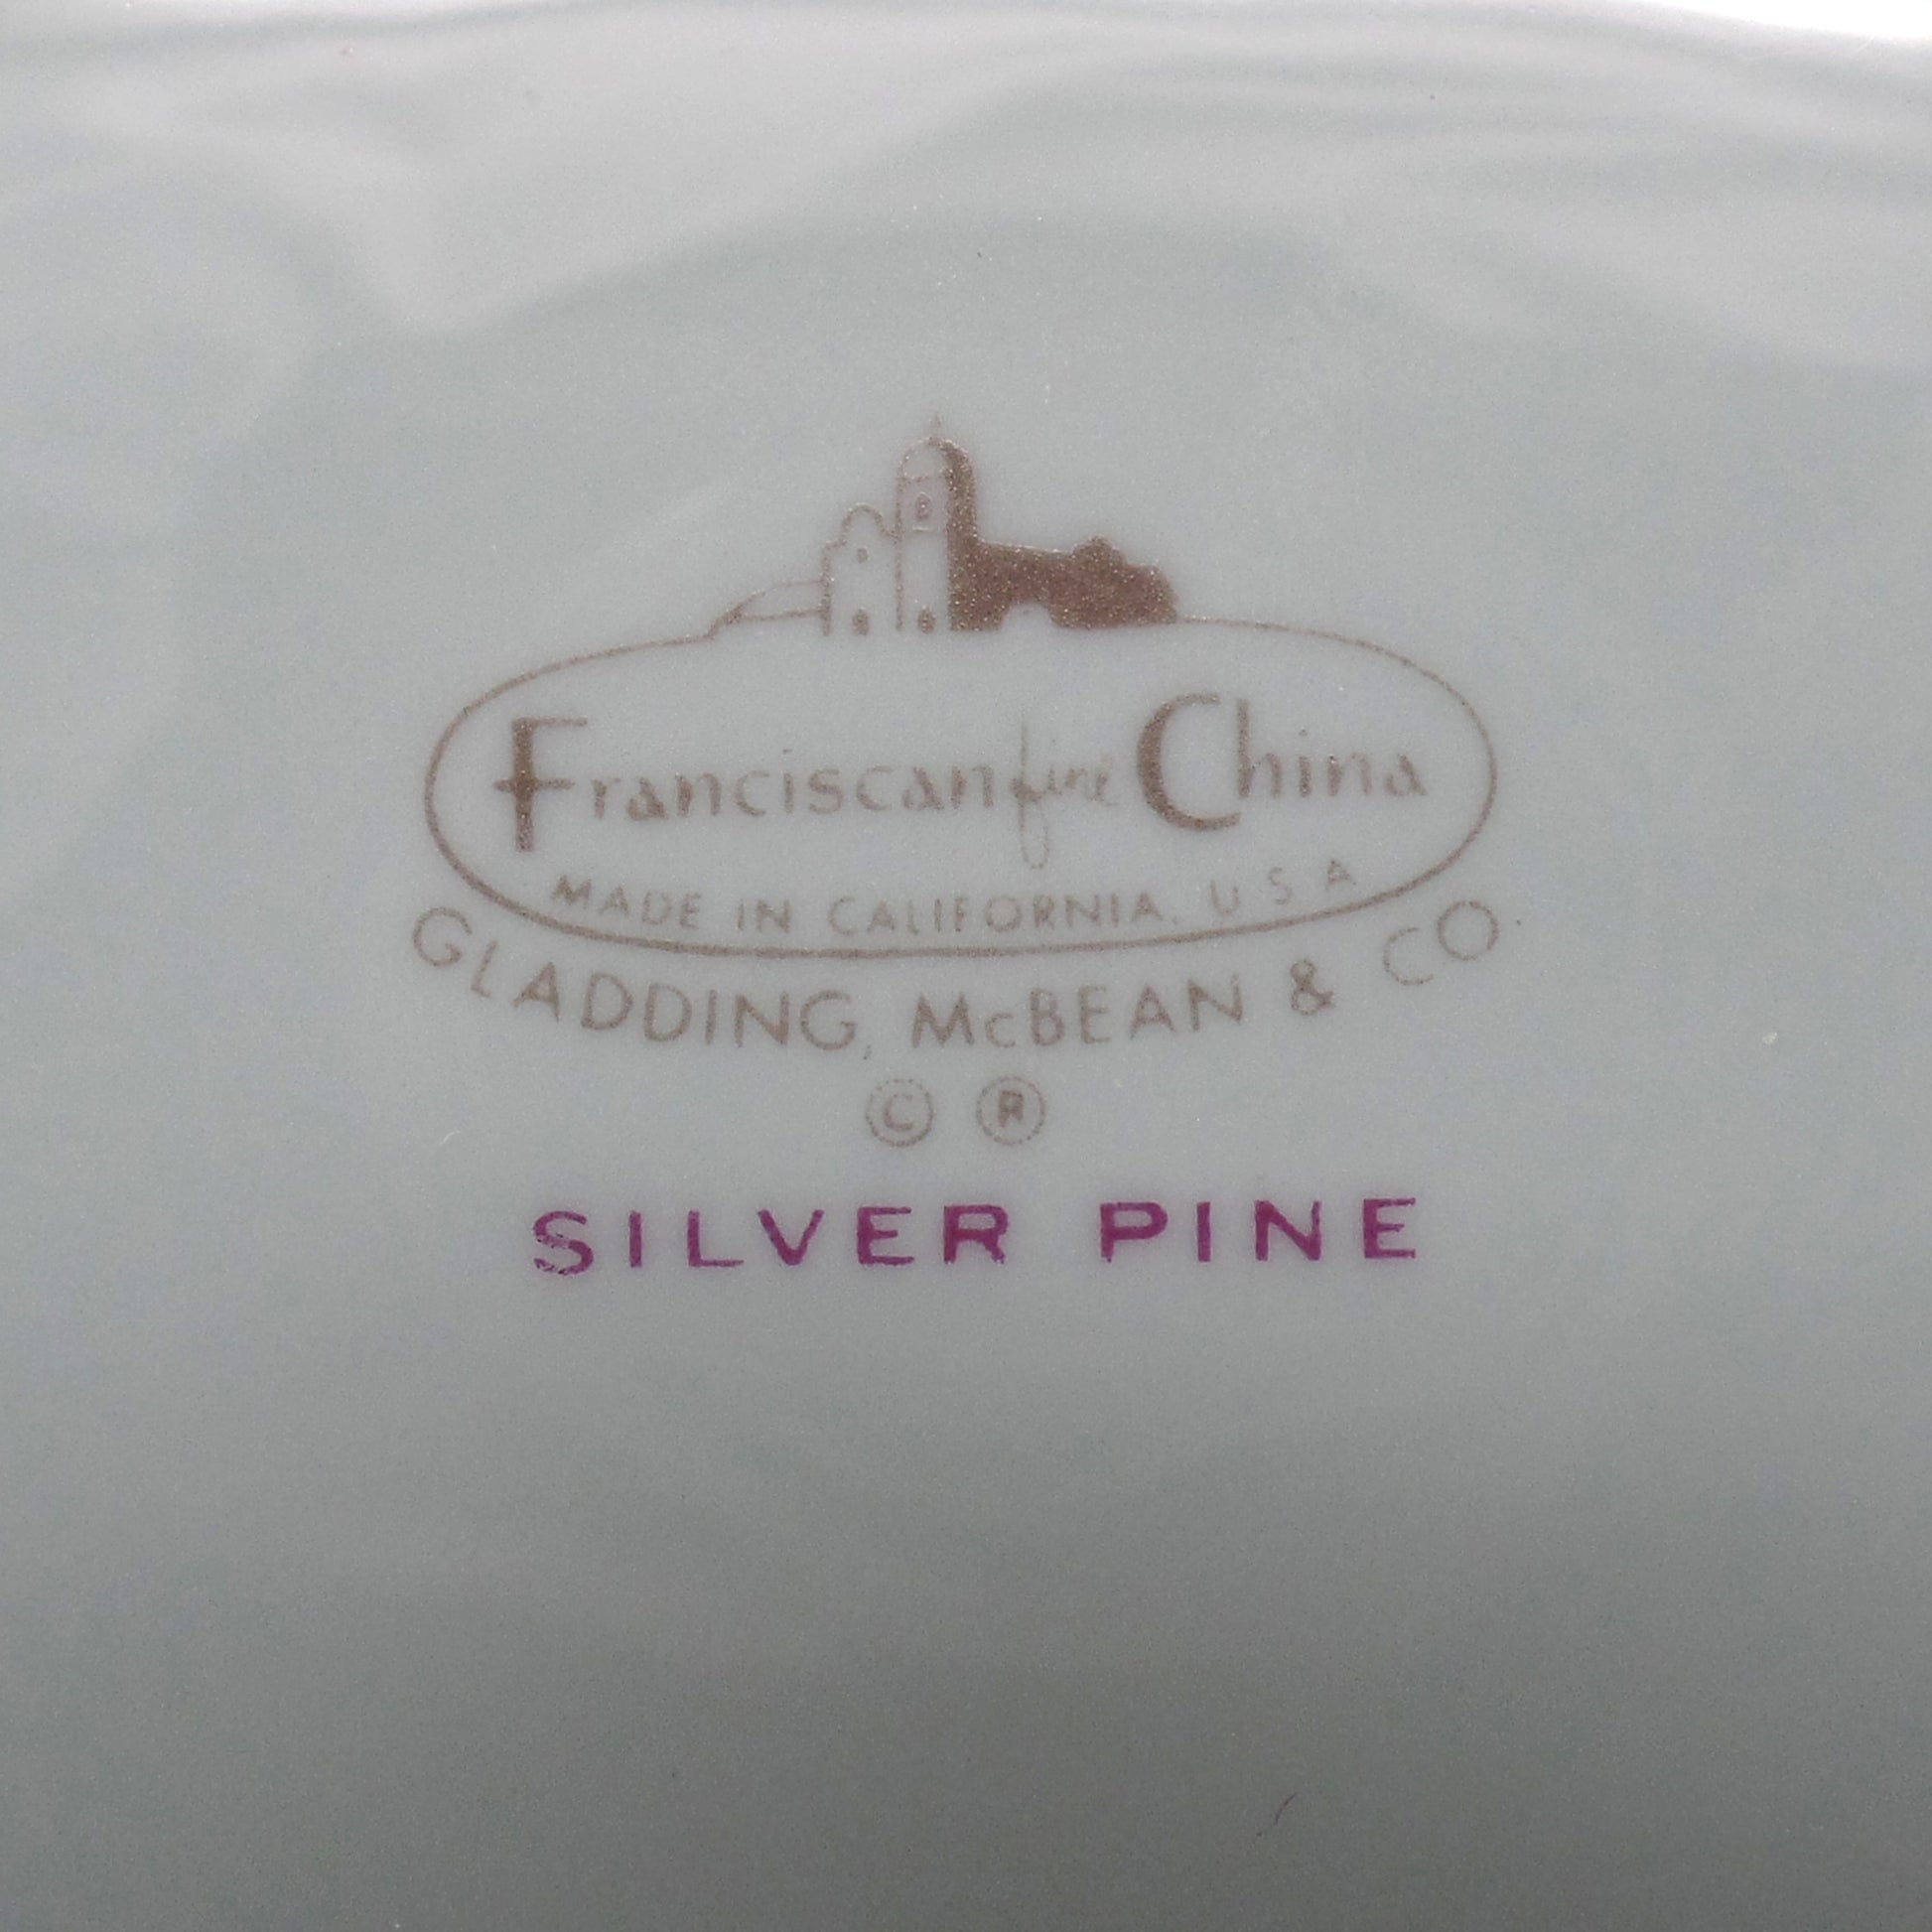 Franciscan fine China
MADE IN CALIFORNIA. U S A
GLADDING, McBEAN & CO.
© ®
SILVER PINE